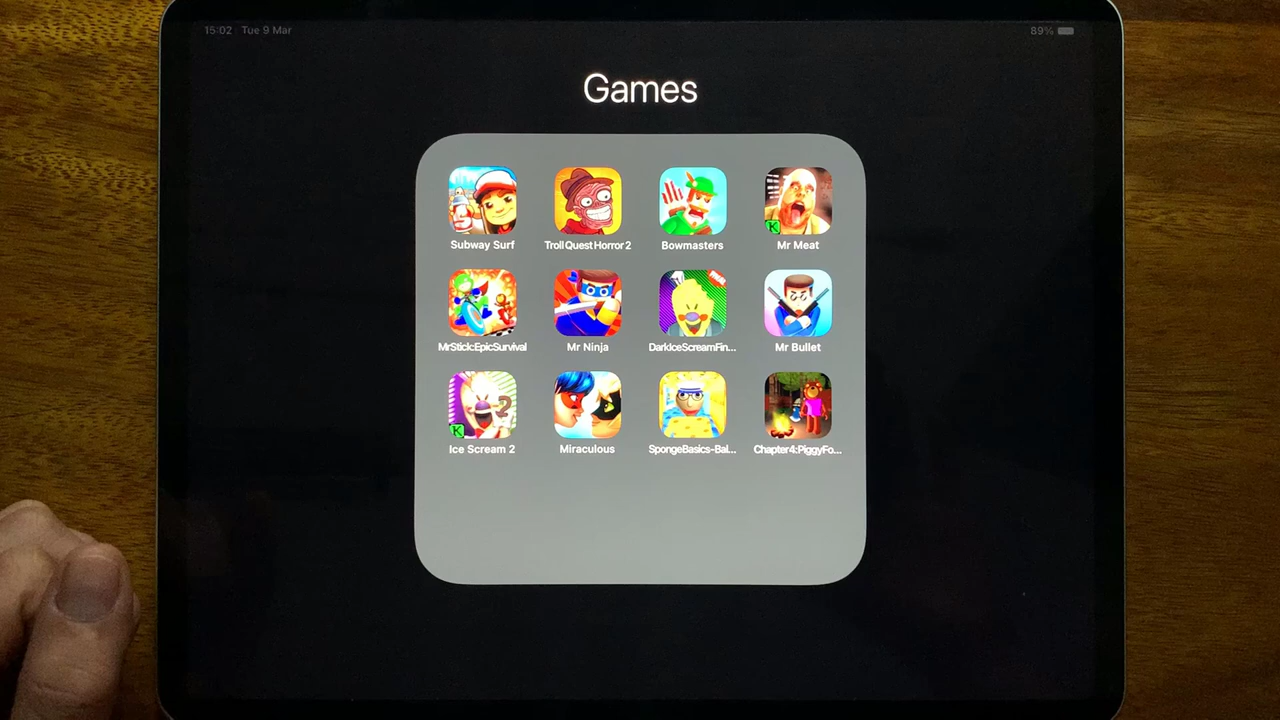 15:02 Tue 9 Mar
89%
Games
Subway Surf
Troll Quest Horror 2
Bowmasters
Mr Meat
MrStick:EpicSurvival
Mr Ninja
DarkIceScreamFin...
Mr Bullet
2
Ice Scream 2
Miraculous
SpongeBasics-Bal...
Chapter4:PiggyFo...